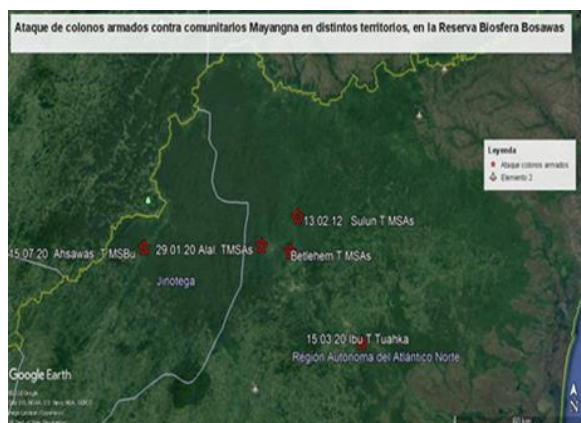 Ataque de colonos armados contra comunitarios Mayangna en distintos territorios, en la Reserva Biosfera Bosawas
Leyenda
Ataque colonos armados
Elemento 2
13.02.12 Sulun T MSAs
15.07.20 Ahsawas T MSBu
29.01.20 Alal. TMSAs
Betlehem T MSAs
Jinotega
15:03 20 Ibu T Tuahka
Región Autónoma del Atlántico Norte
Google Earth
N